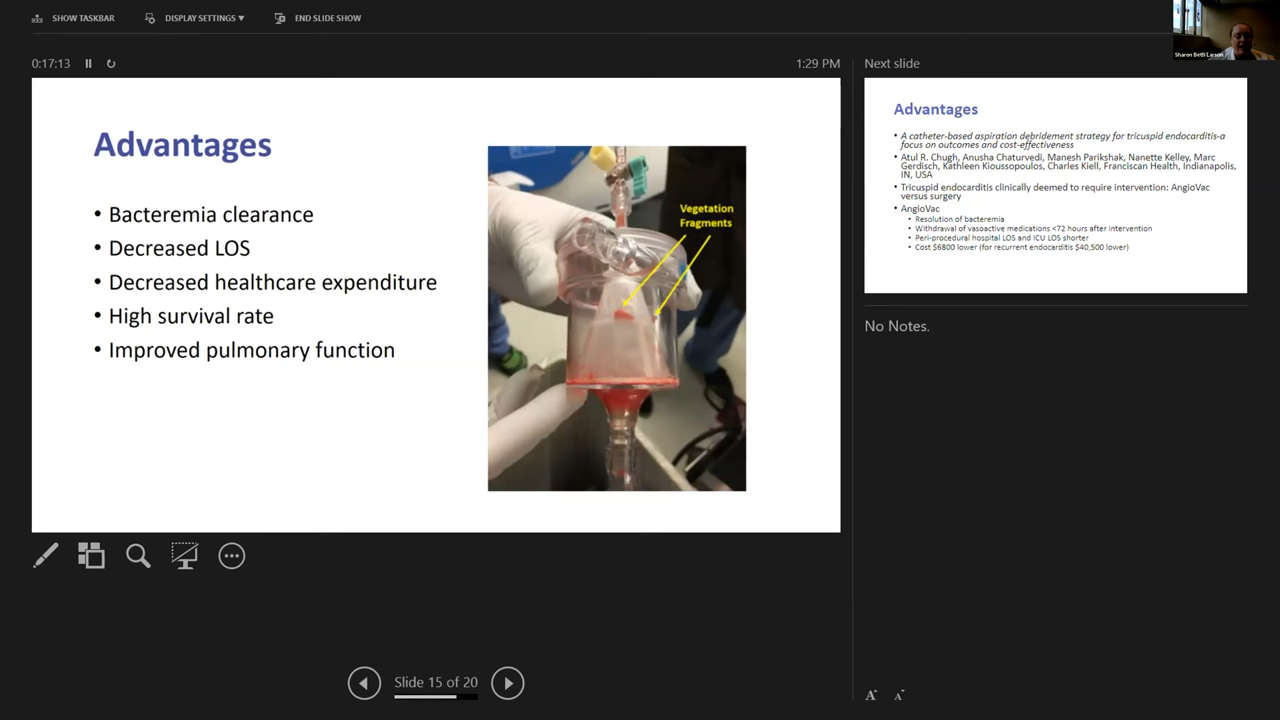 SHOW TASKBAR
DISPLAY SETTINGS ▼
END SLIDE SHOW
Sharon Beth Larson
0:17:13
1:29 PM
Advantages
• Bacteremia clearance
• Decreased LOS
• Decreased healthcare expenditure
• High survival rate
• Improved pulmonary function
Vegetation
Fragments
Next slide
Advantages
• A catheter-based aspiration debridement strategy for tricuspid endocarditis-a
focus on outcomes and cost-effectiveness
• Atul R. Chugh, Anusha Chaturvedi, Manesh Parikshak, Nanette Kelley, Marc
Gerdisch, Kathleen Kioussopoulos, Charles Kiell, Franciscan Health, Indianapolis,
IN, USA
• Tricuspid endocarditis clinically deemed to require intervention: AngioVac
versus surgery
• AngioVac
• Resolution of bacteremia
• Withdrawal of vasoactive medications <72 hours after intervention
• Peri-procedural hospital LOS and ICU LOS shorter
• Cost $6800 lower (for recurrent endocarditis $40,500 lower)
No Notes.
Slide 15 of 20
A A